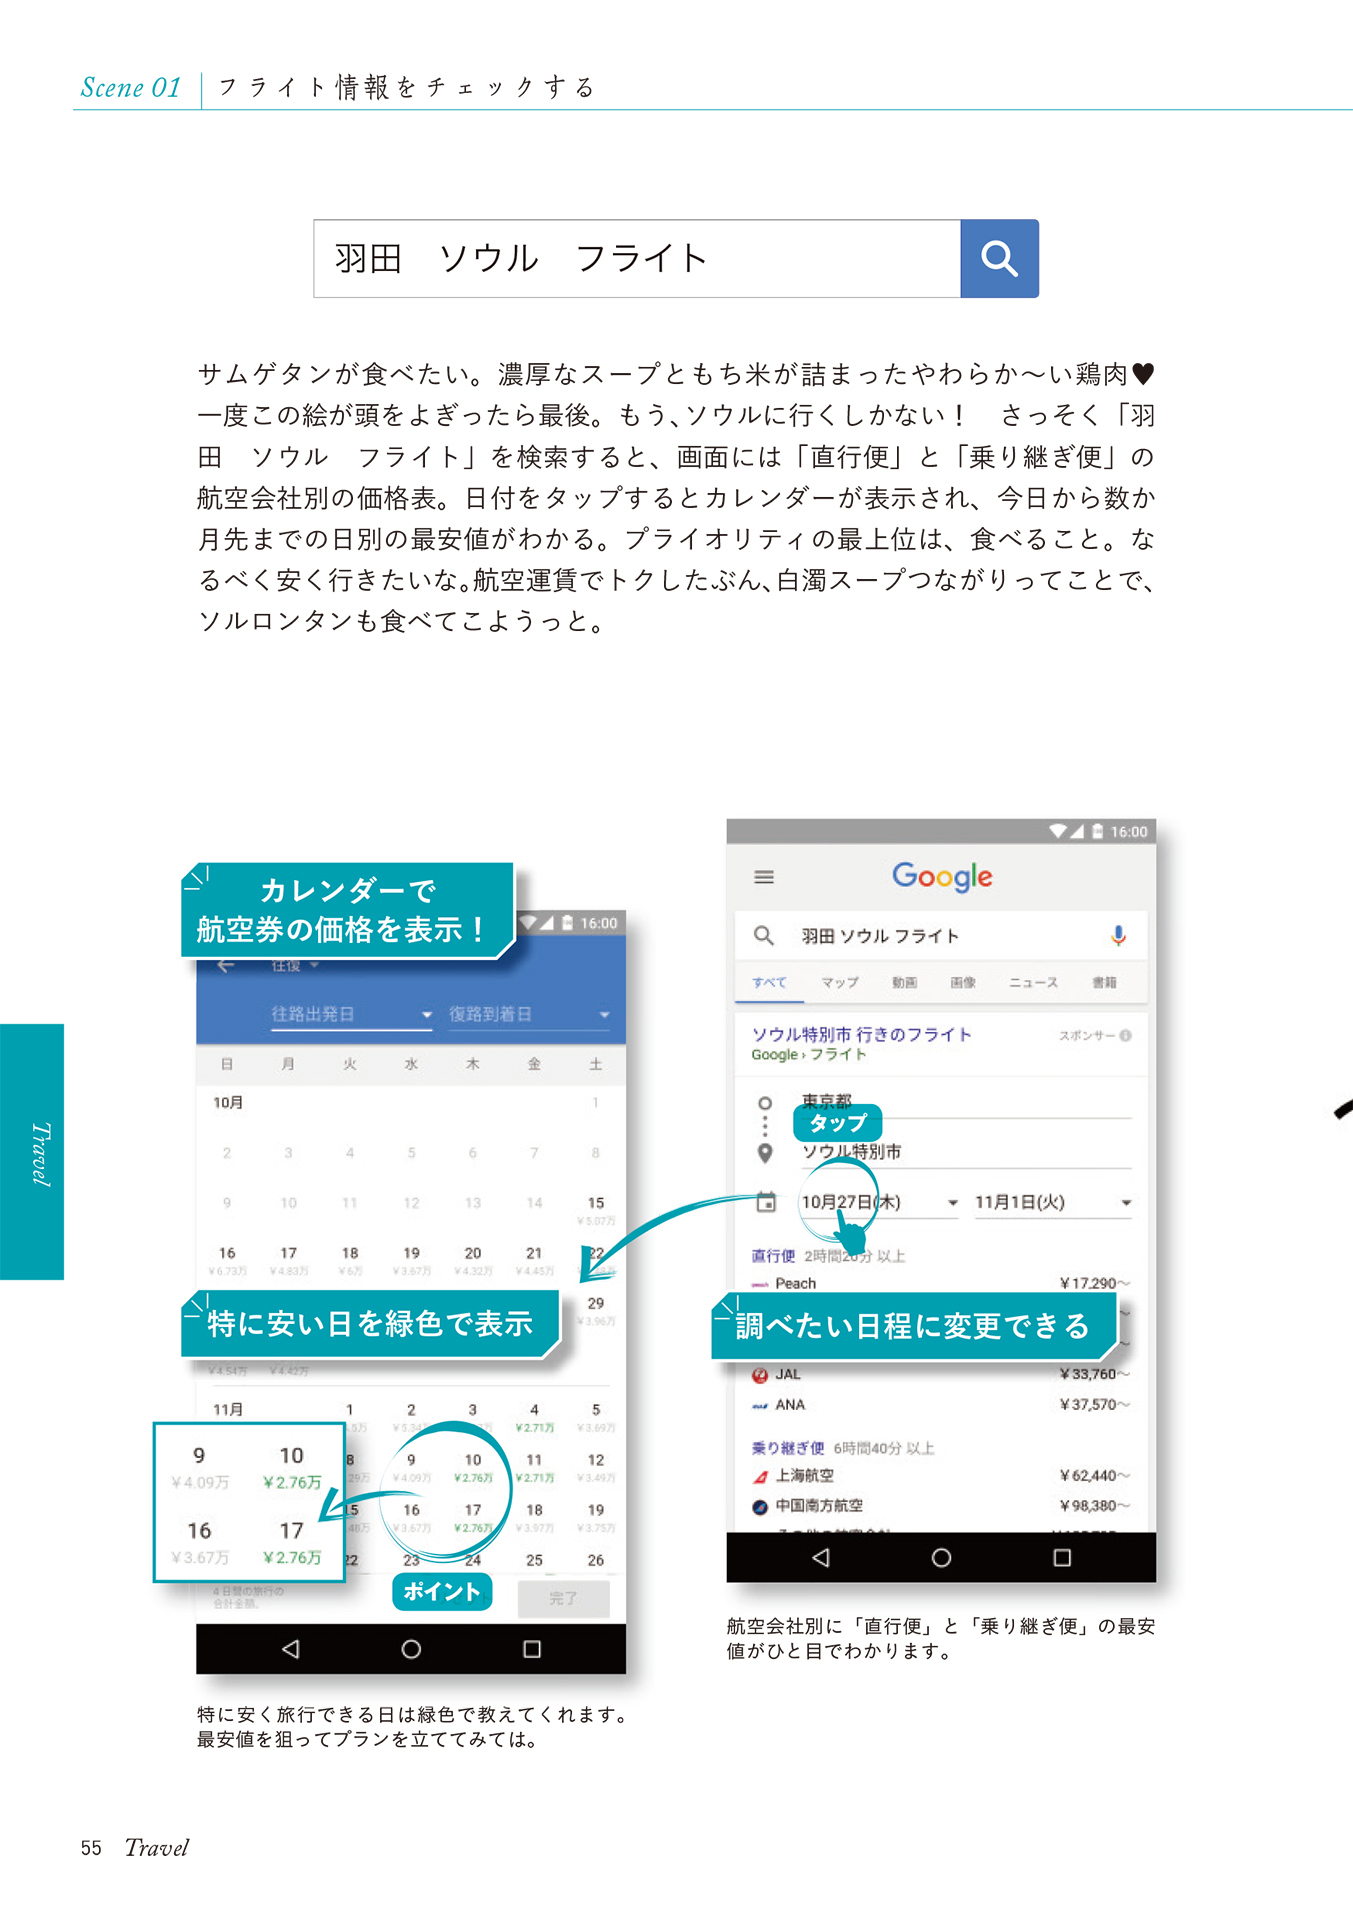 Scene 01 フライト情報をチェックする
羽田　ソウル　フライト
サムゲタンが食べたい。濃厚なスープともち米が詰まったやわらか〜い鶏肉♥
一度この絵が頭をよぎったら最後。もう、ソウルに行くしかない！　さっそく「羽
田　ソウル　フライト」を検索すると、画面には「直行便」と「乗り継ぎ便」の
航空会社別の価格表。日付をタップするとカレンダーが表示され、今日から数か
月先までの日別の最安値がわかる。プライオリティの最上位は、食べること。な
るべく安く行きたいな。航空運賃でトクしたぶん、白濁スープつながりってことで、
ソルロンタンも食べてこようっと。
カレンダーで
航空券の価格を表示！
16:00
往復
往路出発日 復路到着日
日 月 火 水 木 金 土
10月 1
2 3 4 5 6 7 8
9 10 11 12 13 14 15
¥5.07万
16 17 18 19 20 21 22
¥6.73万 ¥4.83万 ¥6万 ¥3.67万 ¥4.32万 ¥4.45万
29
¥3.96万
特に安い日を緑色で表示
¥4.54万 ¥4.42万
11月 1 2 3 4 5
¥2.71万 ¥3.69万
8 9 10 11 12
¥4.09万 ¥2.76万 ¥2.71万 ¥3.49万
15 16 17 18 19
¥3.67万 ¥2.76万 ¥3.97万 ¥3.75万
22 23 24 25 26
9 10
¥4.09万 ¥2.76万
16 17
¥3.67万 ¥2.76万
ポイント
4日間の旅行の
合計金額。
完了
特に安く旅行できる日は緑色で教えてくれます。
最安値を狙ってプランを立ててみては。
16:00
Google
羽田 ソウル フライト
すべて マップ 動画 画像 ニュース 書籍
ソウル特別市 行きのフライト スポンサー
Google › フライト
東京都
タップ
ソウル特別市
10月27日(木) 11月1日(火)
直行便 2時間20分 以上
Peach ¥17,290〜
調べたい日程に変更できる
JAL ¥33,760〜
ANA ¥37,570〜
乗り継ぎ便 6時間40分 以上
上海航空 ¥62,440〜
中国南方航空 ¥98,380〜
航空会社別に「直行便」と「乗り継ぎ便」の最安
値がひと目でわかります。
Travel
55 Travel